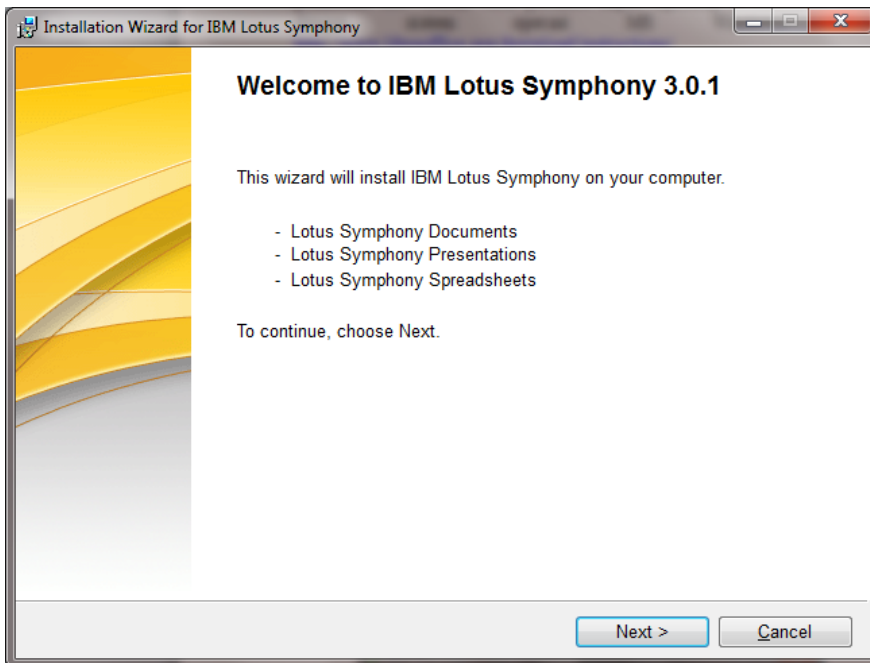 Installation Wizard for IBM Lotus Symphony
Welcome to IBM Lotus Symphony 3.0.1
This wizard will install IBM Lotus Symphony on your computer.
- Lotus Symphony Documents
- Lotus Symphony Presentations
- Lotus Symphony Spreadsheets
To continue, choose Next.
Next >
Cancel